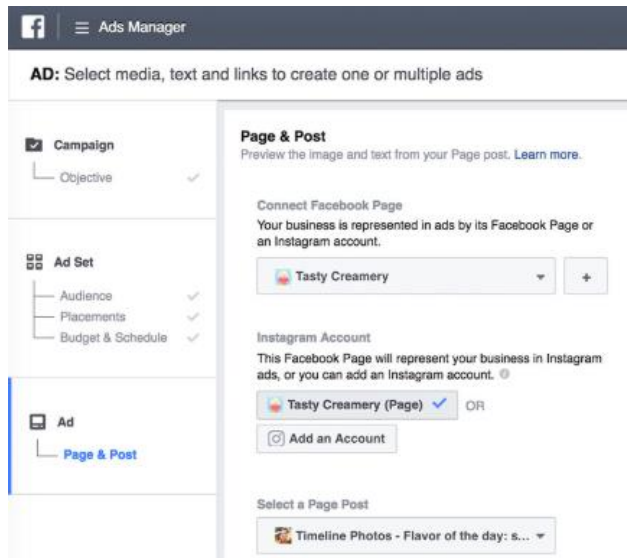 Ads Manager
AD: Select media, text and links to create one or multiple ads
Campaign
Objective
Ad Set
Audience
Placements
Budget & Schedule
Ad
Page & Post
Page & Post
Preview the image and text from your Page post. Learn more.
Connect Facebook Page
Your business is represented in ads by its Facebook Page or
an Instagram account.
Tasty Creamery
+
Instagram Account
This Facebook Page will represent your business in Instagram
ads, or you can add an Instagram account.
Tasty Creamery (Page) OR
Add an Account
Select a Page Post
Timeline Photos - Flavor of the day: s...